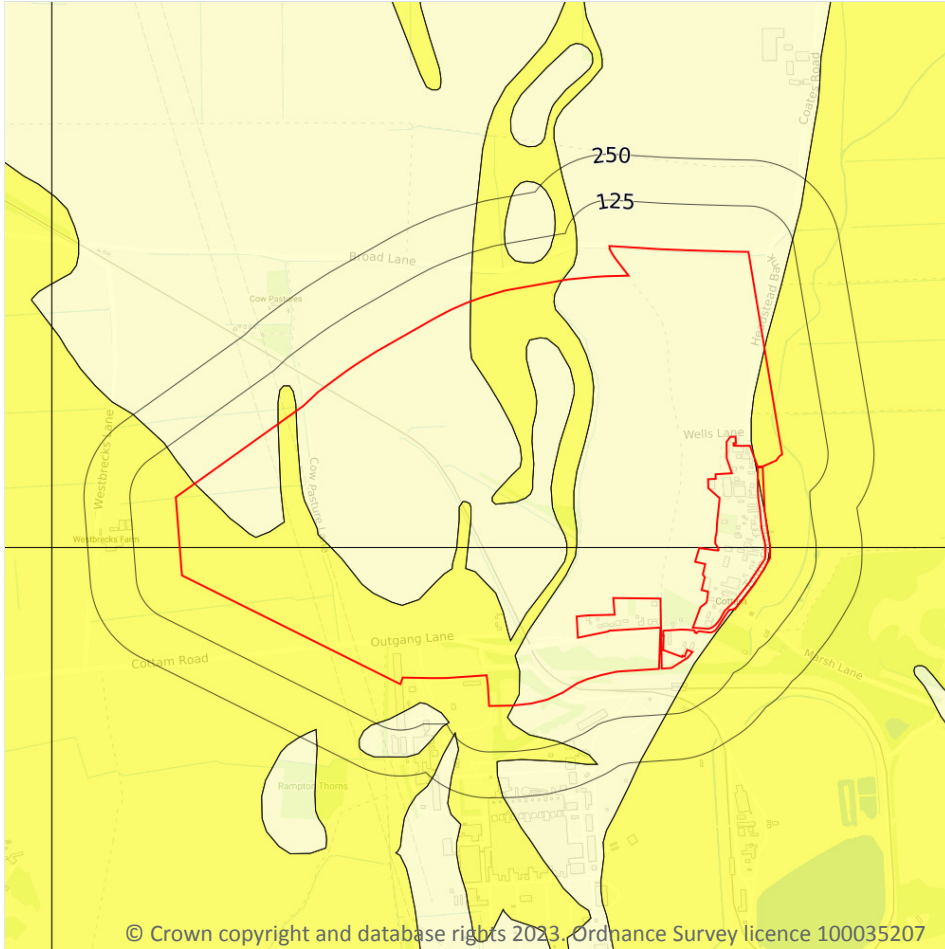 Coates Road
250
125
Broad Lane
Headstead Bank
Cow Pastures
Wells Lane
Westbrecks Lane
Cow Pasture L
Westbrecks Farm
Cottam
Outgang Lane
Cottam Road
Marsh Lane
Rampton Thorns
© Crown copyright and database rights 2023. Ordnance Survey licence 100035207